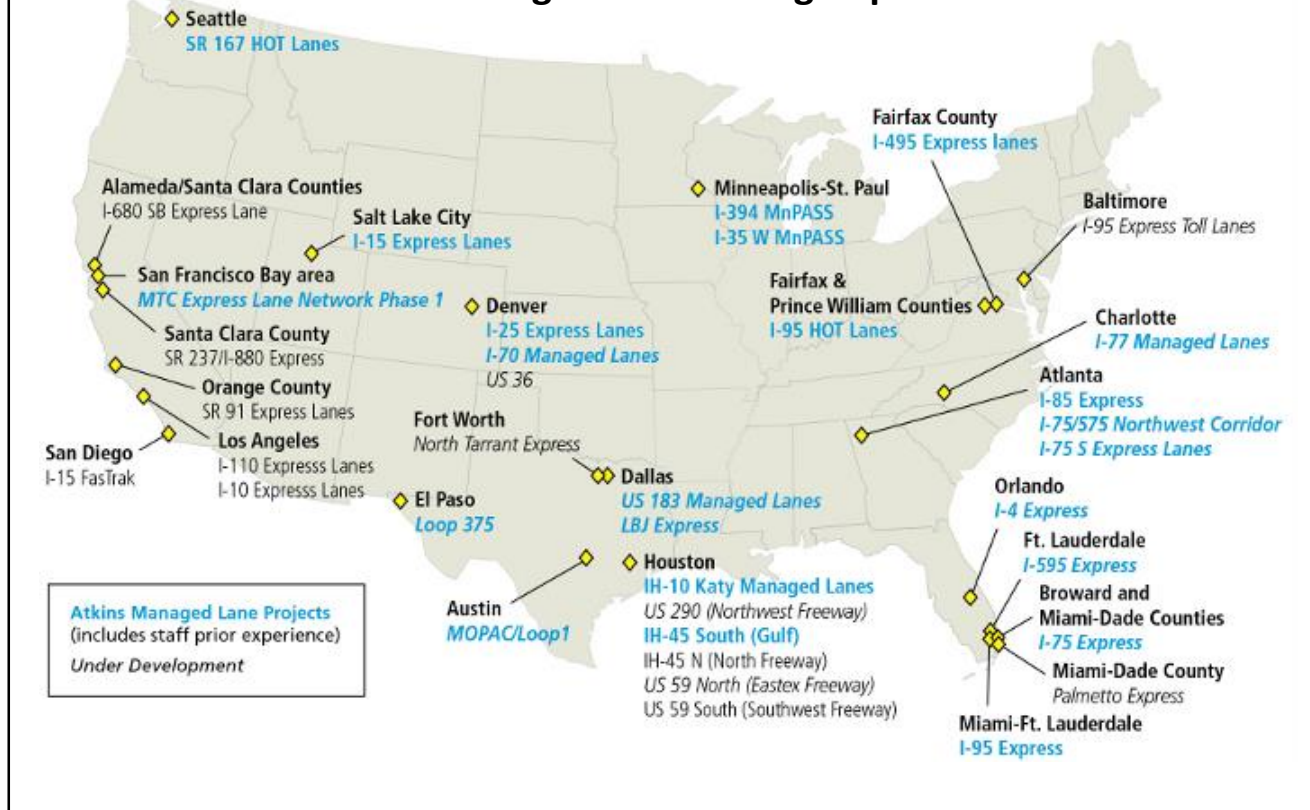 Seattle
SR 167 HOT Lanes
Fairfax County
I-495 Express lanes
Alameda/Santa Clara Counties
I-680 SB Express Lane
Salt Lake City
I-15 Express Lanes
Minneapolis-St. Paul
I-394 MnPASS
I-35 W MnPASS
Baltimore
I-95 Express Toll Lanes
San Francisco Bay area
MTC Express Lane Network Phase 1
Denver
I-25 Express Lanes
I-70 Managed Lanes
US 36
Fairfax &
Prince William Counties
I-95 HOT Lanes
Charlotte
I-77 Managed Lanes
Santa Clara County
SR 237/I-880 Express
Orange County
SR 91 Express Lanes
Atlanta
I-85 Express
I-75/575 Northwest Corridor
I-75 S Express Lanes
San Diego
I-15 FasTrak
Los Angeles
I-110 Expresss Lanes
I-10 Expresss Lanes
Fort Worth
North Tarrant Express
Dallas
US 183 Managed Lanes
LBJ Express
El Paso
Loop 375
Orlando
I-4 Express
Ft. Lauderdale
I-595 Express
Houston
IH-10 Katy Managed Lanes
US 290 (Northwest Freeway)
IH-45 South (Gulf)
IH-45 N (North Freeway)
US 59 North (Eastex Freeway)
US 59 South (Southwest Freeway)
Austin
MOPAC/Loop1
Broward and
Miami-Dade Counties
I-75 Express
Miami-Dade County
Palmetto Express
Miami-Ft. Lauderdale
I-95 Express
Atkins Managed Lane Projects
(includes staff prior experience)
Under Development